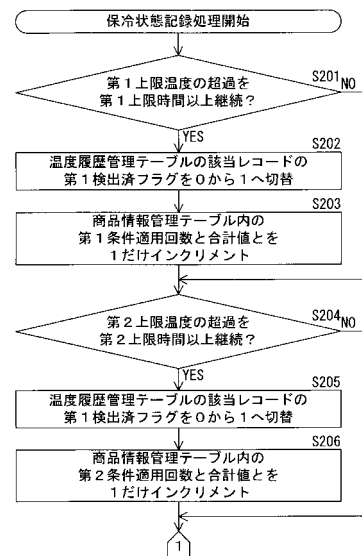 保冷状態記録処理開始
第1上限温度の超過を
第1上限時間以上継続?
S201
NO
YES
S202
温度履歴管理テーブルの該当レコードの
第1検出済フラグを0から1へ切替
S203
商品情報管理テーブル内の
第1条件適用回数と合計値とを
1だけインクリメント
第2上限温度の超過を
第2上限時間以上継続?
S204
NO
YES
S205
温度履歴管理テーブルの該当レコードの
第1検出済フラグを0から1へ切替
S206
商品情報管理テーブル内の
第2条件適用回数と合計値とを
1だけインクリメント
1